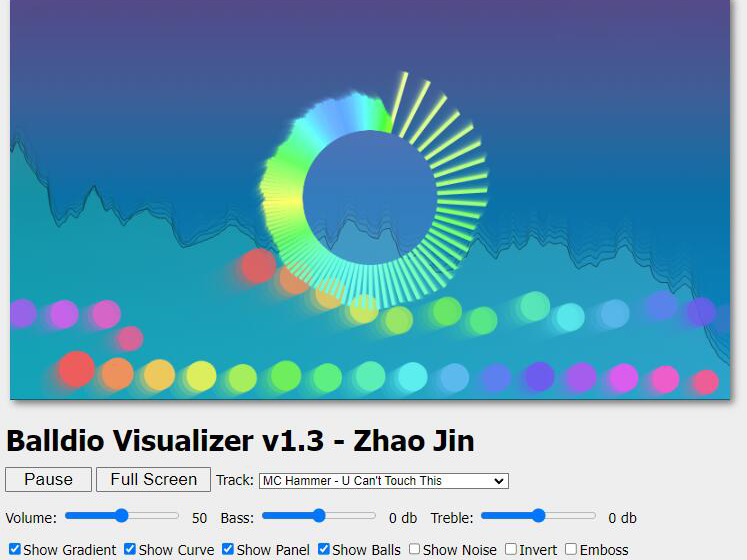 Balldio Visualizer v1.3 - Zhao Jin
Pause Full Screen Track: MC Hammer - U Can't Touch This
Volume: 50 Bass: 0 db Treble: 0 db
Show Gradient Show Curve Show Panel Show Balls Show Noise Invert Emboss